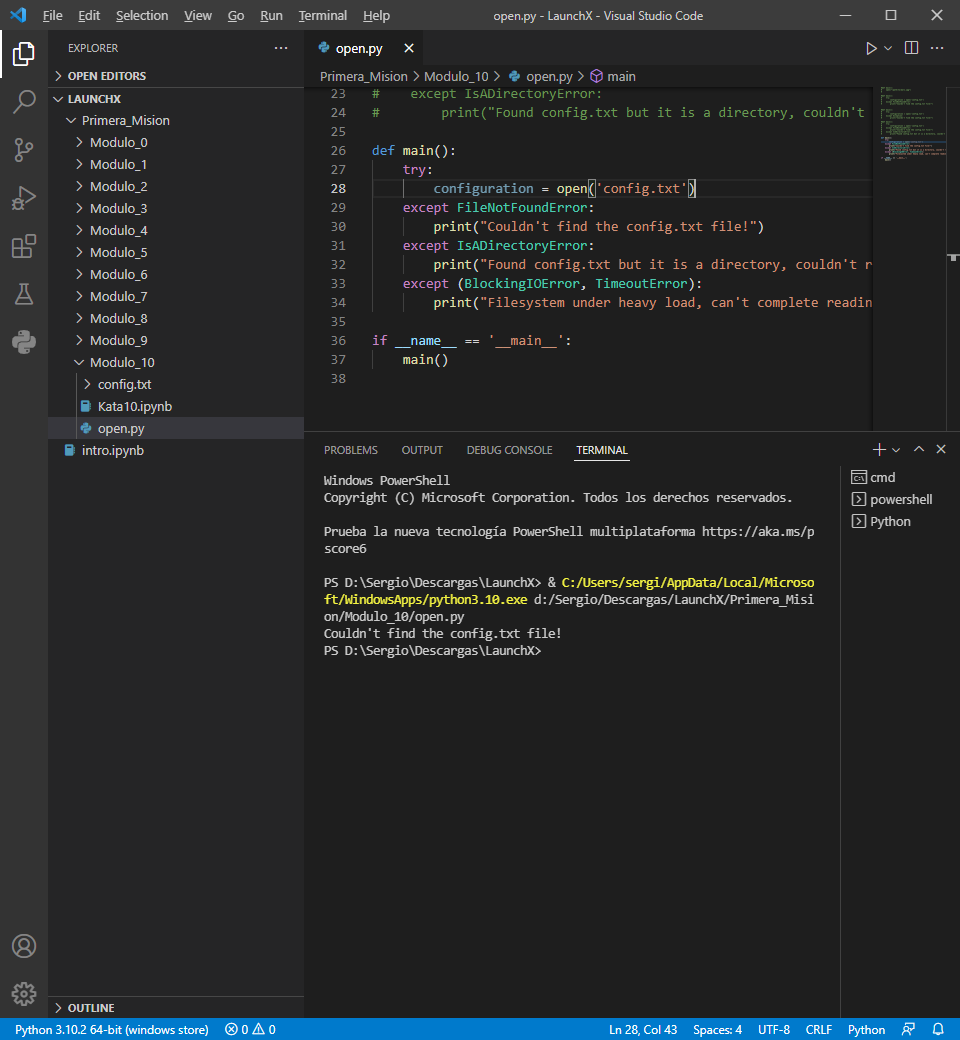 File Edit Selection View Go Run Terminal Help open.py - LaunchX - Visual Studio Code
EXPLORER
OPEN EDITORS
LAUNCHX
Primera_Mision
Modulo_0
Modulo_1
Modulo_2
Modulo_3
Modulo_4
Modulo_5
Modulo_6
Modulo_7
Modulo_8
Modulo_9
Modulo_10
config.txt
Kata10.ipynb
open.py
intro.ipynb
OUTLINE
open.py
Primera_Mision > Modulo_10 > open.py > main
23 #    except IsADirectoryError:
24 #        print("Found config.txt but it is a directory, couldn't
25
26 def main():
27     try:
28         configuration = open('config.txt')
29     except FileNotFoundError:
30         print("Couldn't find the config.txt file!")
31     except IsADirectoryError:
32         print("Found config.txt but it is a directory, couldn't r
33     except (BlockingIOError, TimeoutError):
34         print("Filesystem under heavy load, can't complete readin
35
36 if __name__ == '__main__':
37     main()
38
PROBLEMS OUTPUT DEBUG CONSOLE TERMINAL
Windows PowerShell
Copyright (C) Microsoft Corporation. Todos los derechos reservados.
Prueba la nueva tecnología PowerShell multiplataforma https://aka.ms/p
score6
PS D:\Sergio\Descargas\LaunchX> & C:/Users/sergi/AppData/Local/Microso
ft/WindowsApps/python3.10.exe d:/Sergio/Descargas/LaunchX/Primera_Misi
on/Modulo_10/open.py
Couldn't find the config.txt file!
PS D:\Sergio\Descargas\LaunchX>
cmd
powershell
Python
Python 3.10.2 64-bit (windows store) 0 0 Ln 28, Col 43 Spaces: 4 UTF-8 CRLF Python